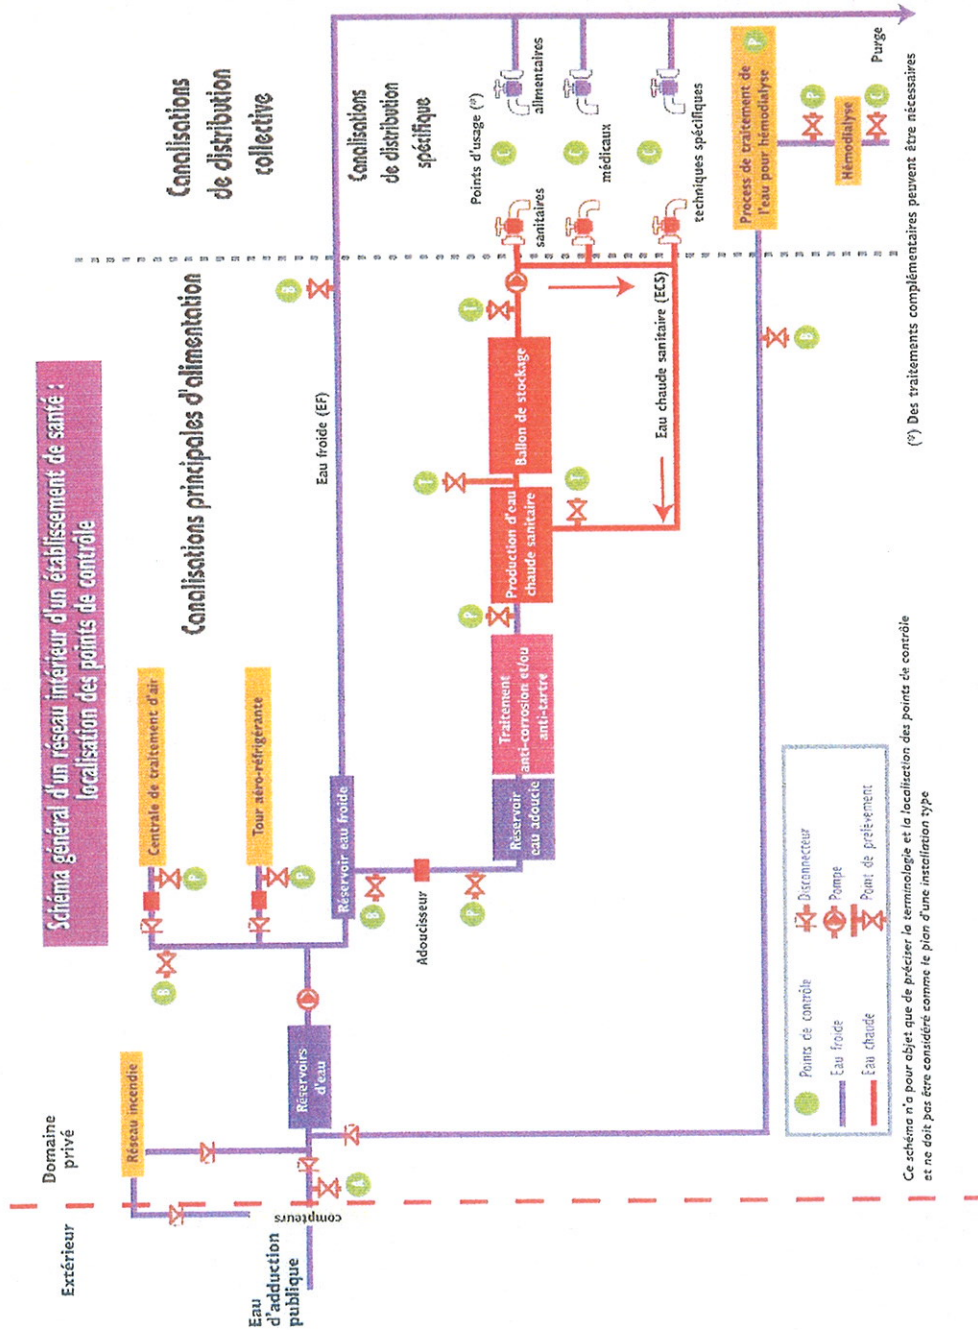 Schéma général d'un réseau intérieur d'un établissement de santé :
localisation des points de contrôle
Extérieur
Domaine
privé
Canalisations principales d'alimentation
Canalisations
de distribution
collective
Réseau incendie
Centrale de traitement d'air
Tour aéro-réfrigérante
B
P
P
B
Eau
d'adduction
publique
compteurs
A
Réservoirs
d'eau
Réservoir eau froide
Eau froide (EF)
Canalisations
de distribution
spécifique
B
Adoucisseur
P
Réservoir
eau adoucie
Traitement
anti-corrosion et/ou
anti-tartre
P
Production d'eau
chaude sanitaire
T
Ballon de stockage
T
T
Eau chaude sanitaire (ECS)
Points d'usage (*)
sanitaires
C
alimentaires
C
médicaux
C
techniques spécifiques
B
Process de traitement de
l'eau pour hémodialyse
P
P
Hémodialyse
C
Purge
Points de contrôle
Disconnecteur
Eau froide
Pompe
Eau chaude
Point de prélèvement
(*) Des traitements complémentaires peuvent être nécessaires
Ce schéma n'a pour objet que de préciser la terminologie et la localisation des points de contrôle
et ne doit pas être considéré comme le plan d'une installation type